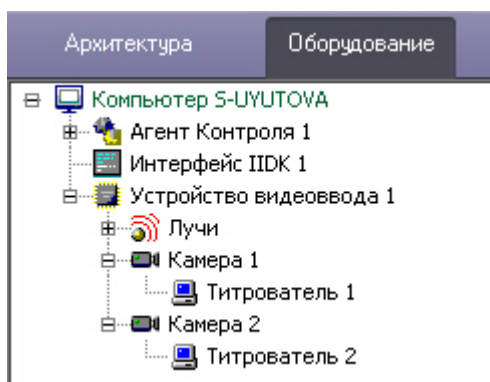 Архитектура Оборудование
Компьютер S-UYUTOVA
Агент Контроля 1
Интерфейс IIDK 1
Устройство видеоввода 1
Лучи
Камера 1
Титрователь 1
Камера 2
Титрователь 2